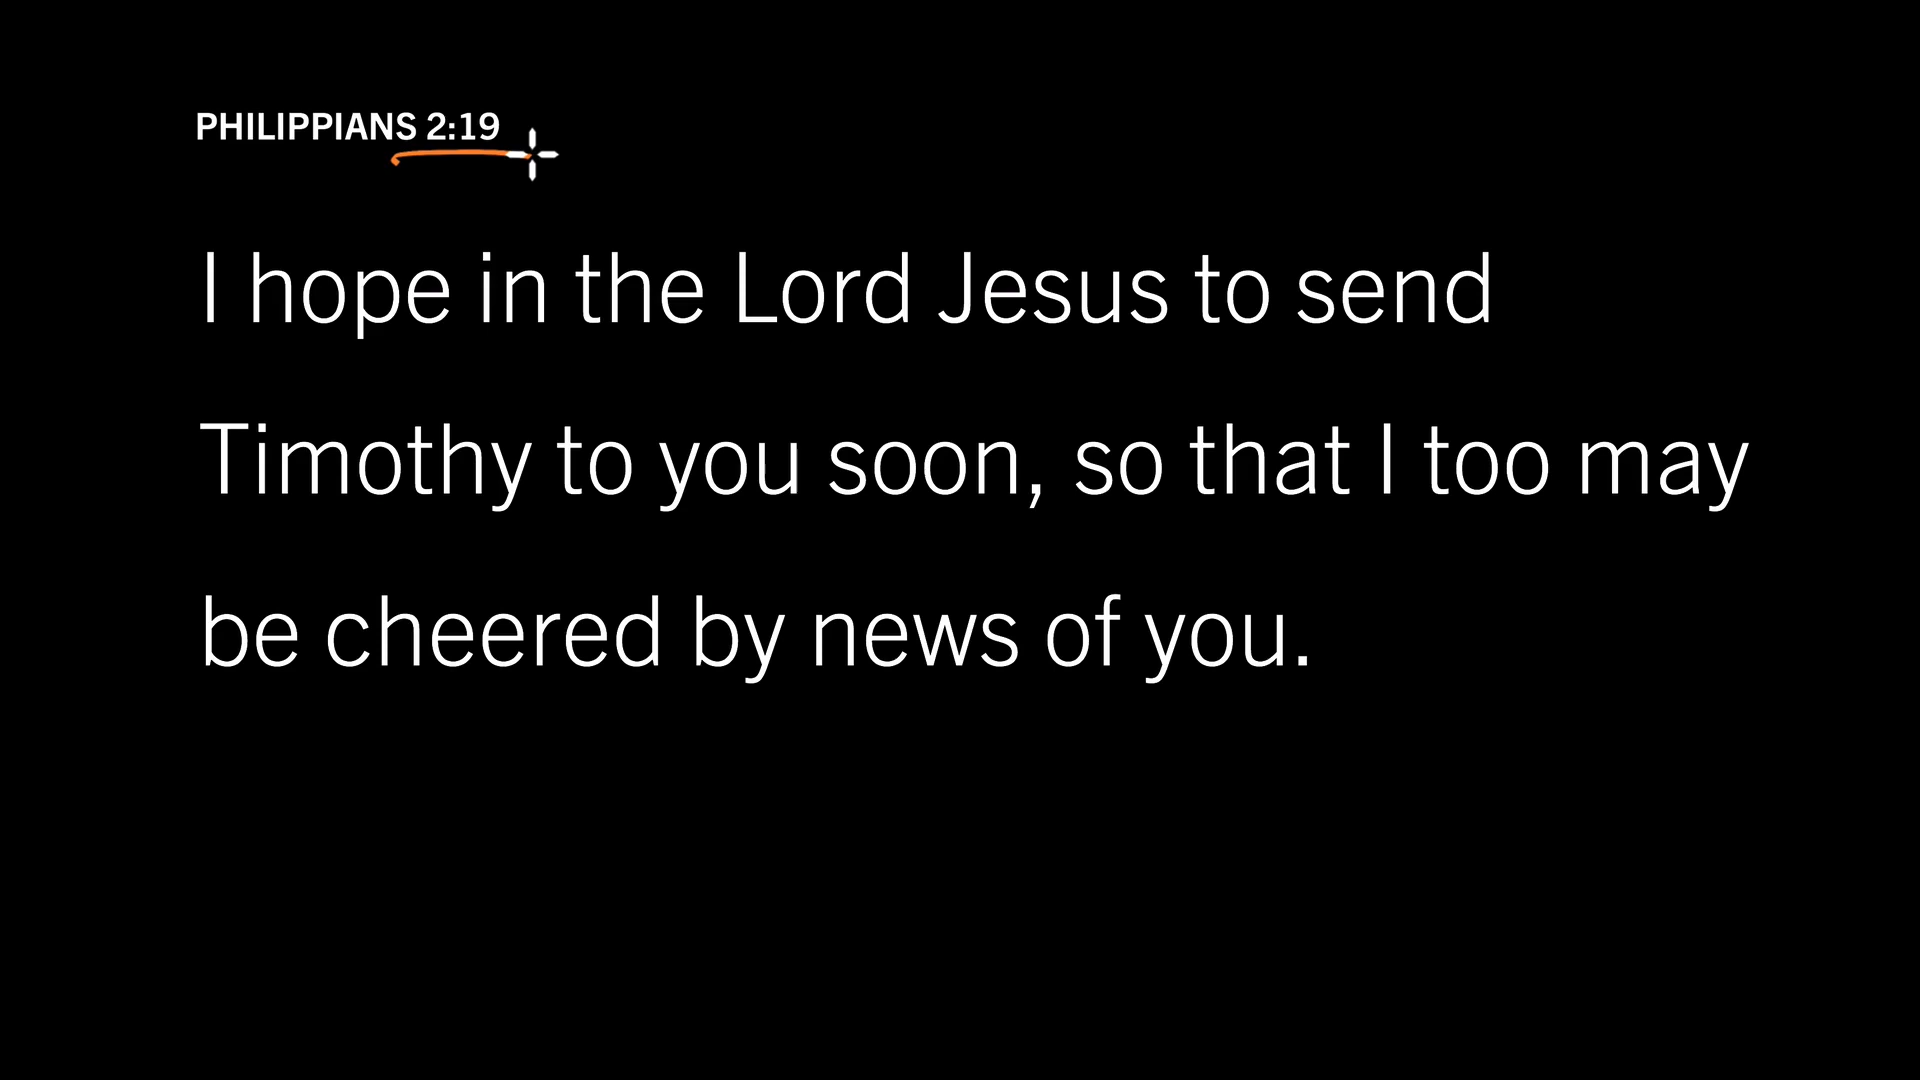 PHILIPPIANS 2:19
I hope in the Lord Jesus to send
Timothy to you soon, so that I too may
be cheered by news of you.